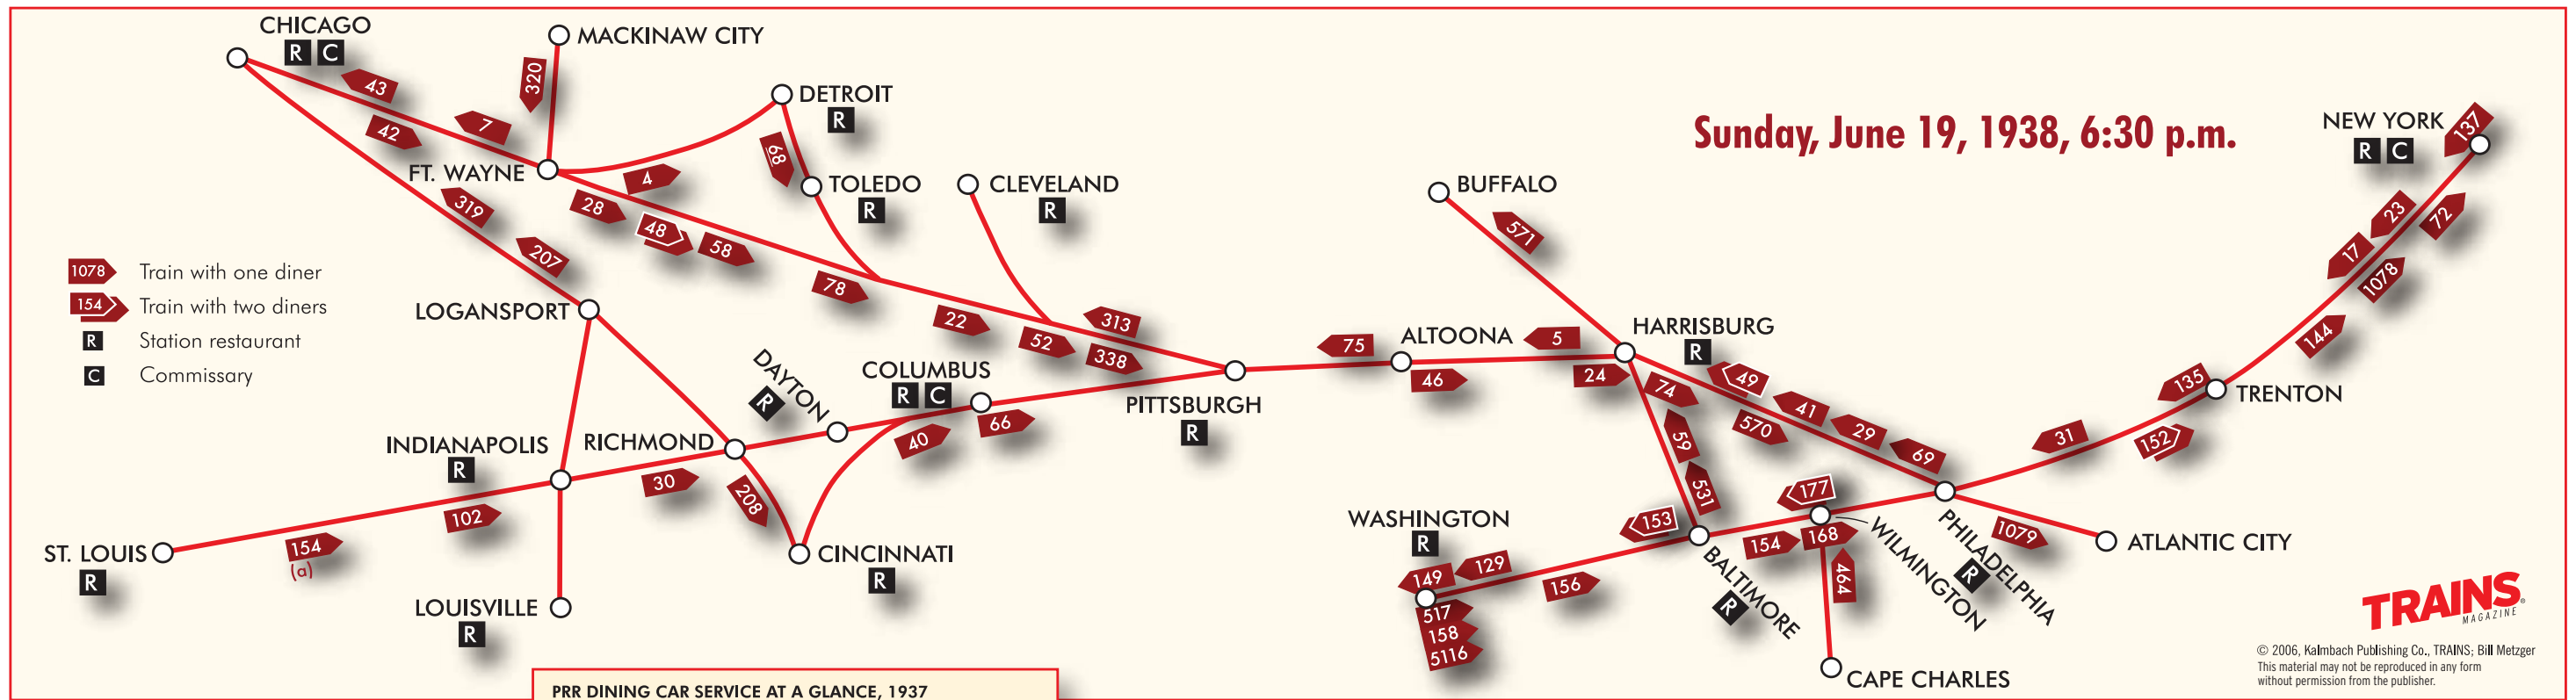 CHICAGO
R C
MACKINAW CITY
43
42
7
320
DETROIT
R
FT. WAYNE
4
68
TOLEDO
R
CLEVELAND
R
28
48
58
78
22
52
313
338
319
207
LOGANSPORT
1078 Train with one diner
154 Train with two diners
R Station restaurant
C Commissary
Sunday, June 19, 1938, 6:30 p.m.
NEW YORK
R C
137
23
72
17
1078
144
135
TRENTON
31
152
BUFFALO
571
HARRISBURG
R
ALTOONA
75
5
46
24
PITTSBURGH
R
74
49
570
41
29
69
59
531
DAYTON
R
COLUMBUS
R C
40
66
INDIANAPOLIS
R
RICHMOND
30
208
102
ST. LOUIS
R
154
(a)
LOUISVILLE
R
CINCINNATI
R
WASHINGTON
R
149
129
517
158
5116
156
153
BALTIMORE
R
154
177
168
464
WILMINGTON
PHILADELPHIA
R
1079
ATLANTIC CITY
CAPE CHARLES
PRR DINING CAR SERVICE AT A GLANCE, 1937
TRAINS®
MAGAZINE
© 2006, Kalmbach Publishing Co., TRAINS; Bill Metzger
This material may not be reproduced in any form
without permission from the publisher.